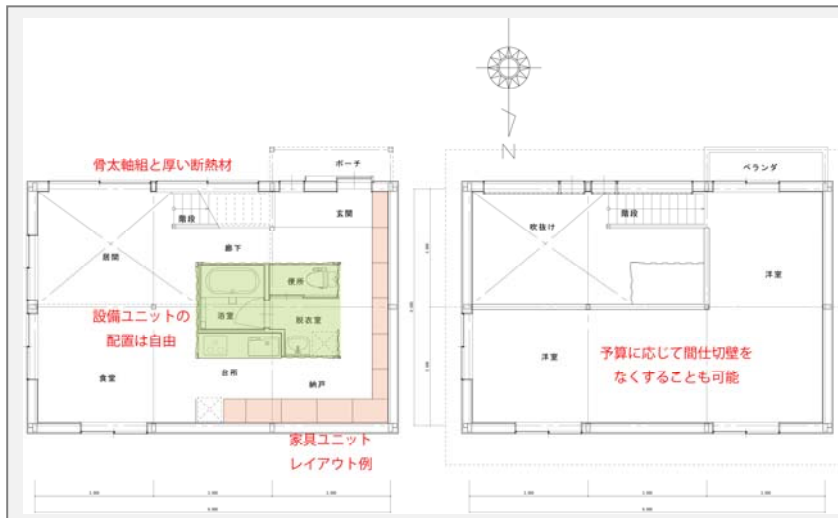 N
骨太軸組と厚い断熱材
ポーチ
ベランダ
階段
玄関
吹抜け
階段
居間
廊下
洋室
便所
設備ユニットの
配置は自由
浴室
脱衣室
洋室
予算に応じて間仕切壁を
なくすることも可能
食堂
台所
納戸
家具ユニット
レイアウト例